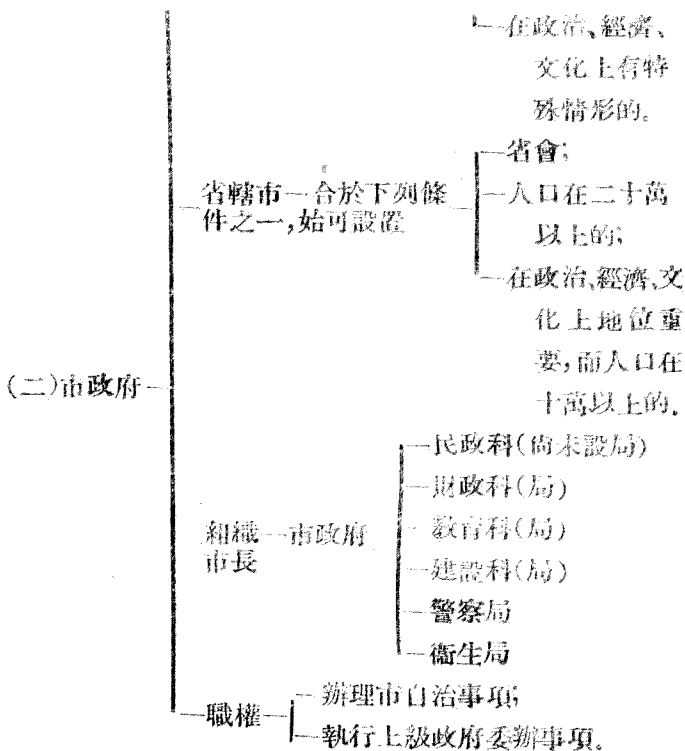 在政治、經濟、
文化上有特
殊情形的。
省轄市—合於下列條
件之一,始可設置
省會;
人口在二十萬
以上的;
在政治、經濟、文
化上地位重
要,而人口在
十萬以上的.
(二)市政府
組織—市政府
市長
民政科(尚未設局)
財政科(局)
教育科(局)
建設科(局)
警察局
衞生局
職權
辦理市自治事項;
執行上級政府委辦事項.